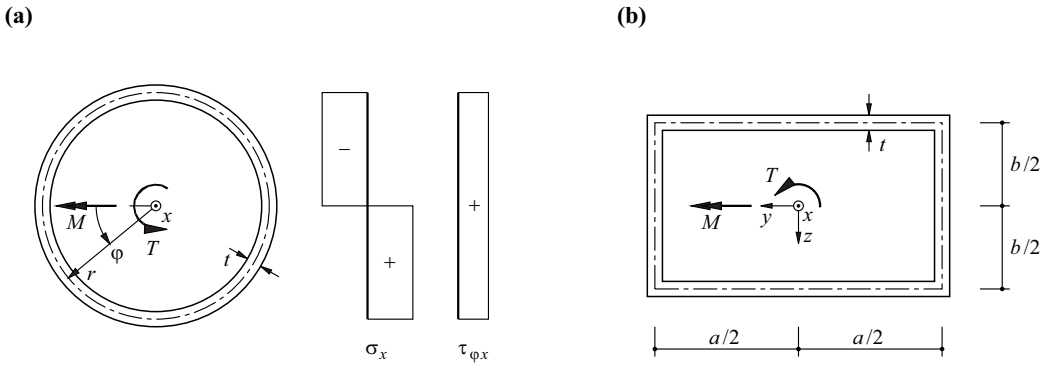 (a)
M
φ
r
T
x
t
−
+
σx
+
τφx
(b)
t
T
M
y
x
z
b/2
b/2
a/2
a/2